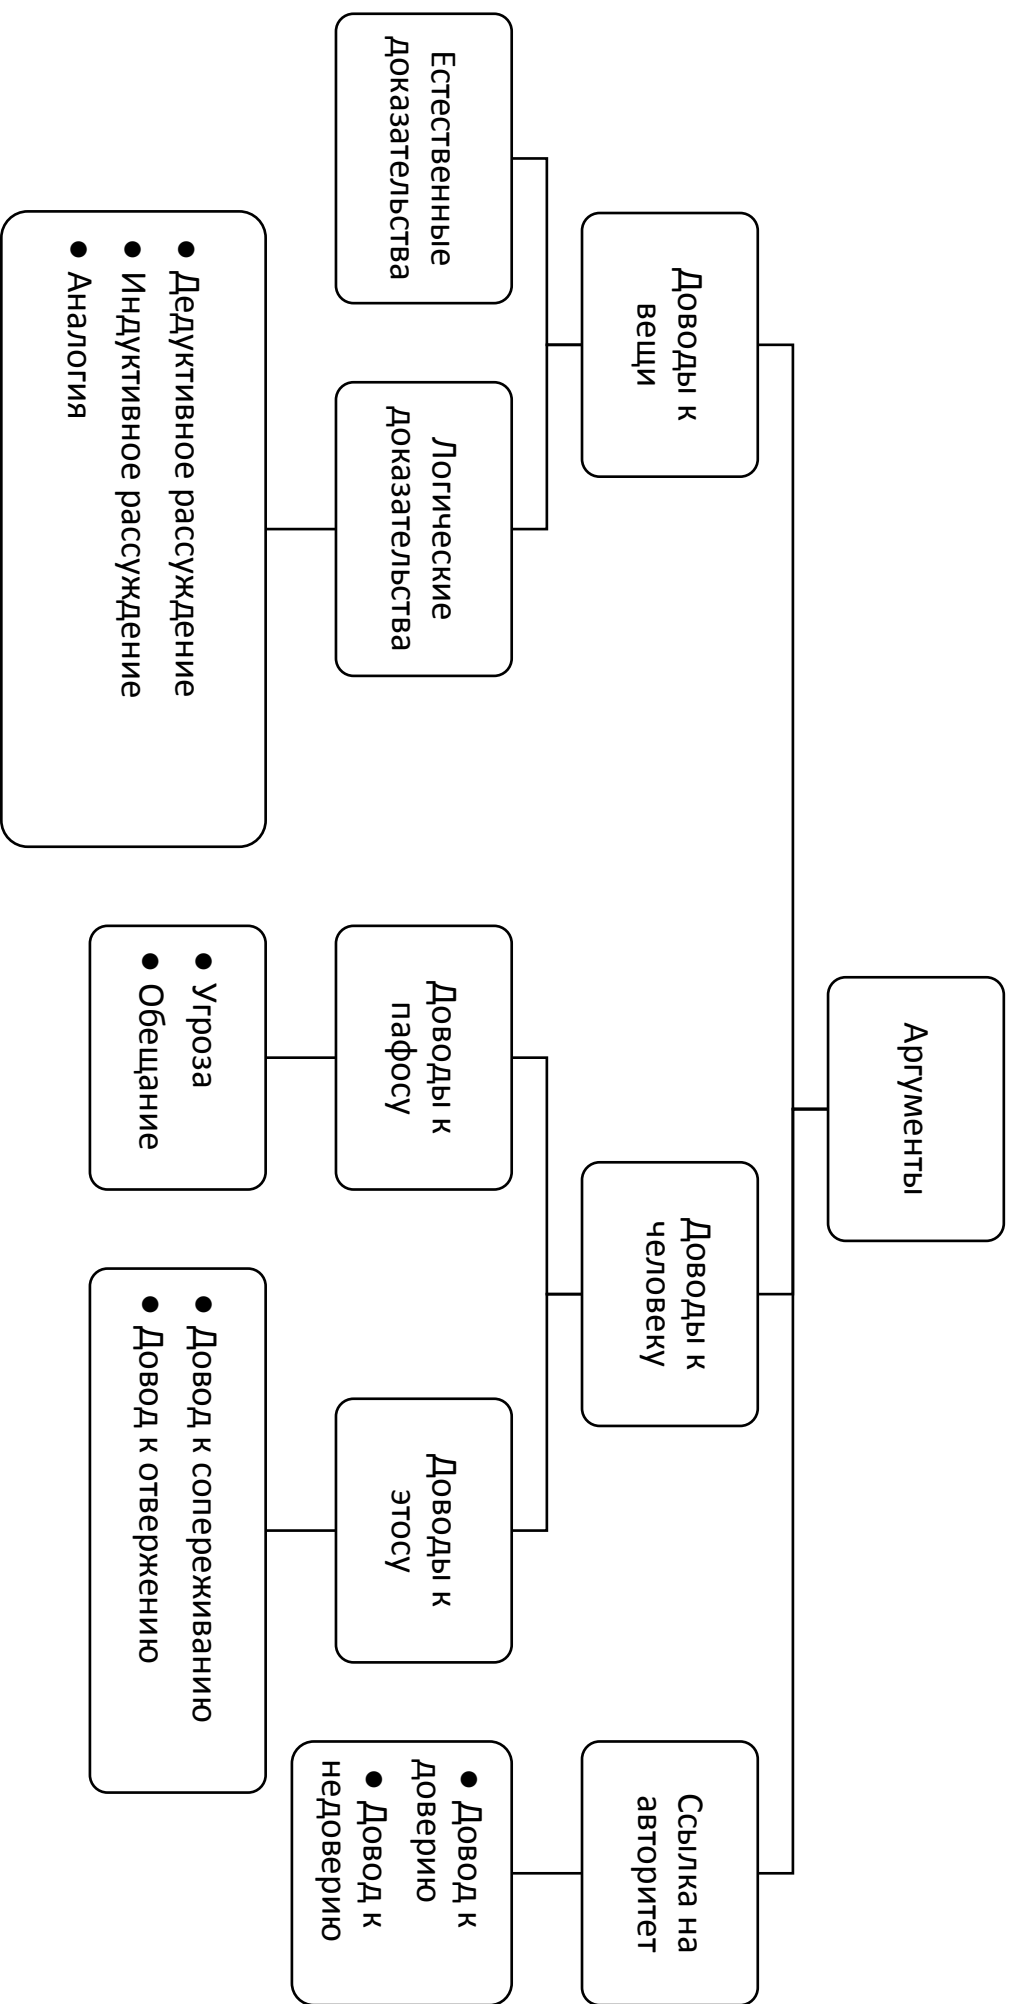 Аргументы
Доводы к
вещи
Доводы к
человеку
Ссылка на
авторитет
Естественные
доказательства
Логические
доказательства
Доводы к
пафосу
Доводы к
этосу
● Довод к
доверию
● Довод к
недоверию
● Дедуктивное рассуждение
● Индуктивное рассуждение
● Аналогия
● Угроза
● Обещание
● Довод к сопереживанию
● Довод к отвержению